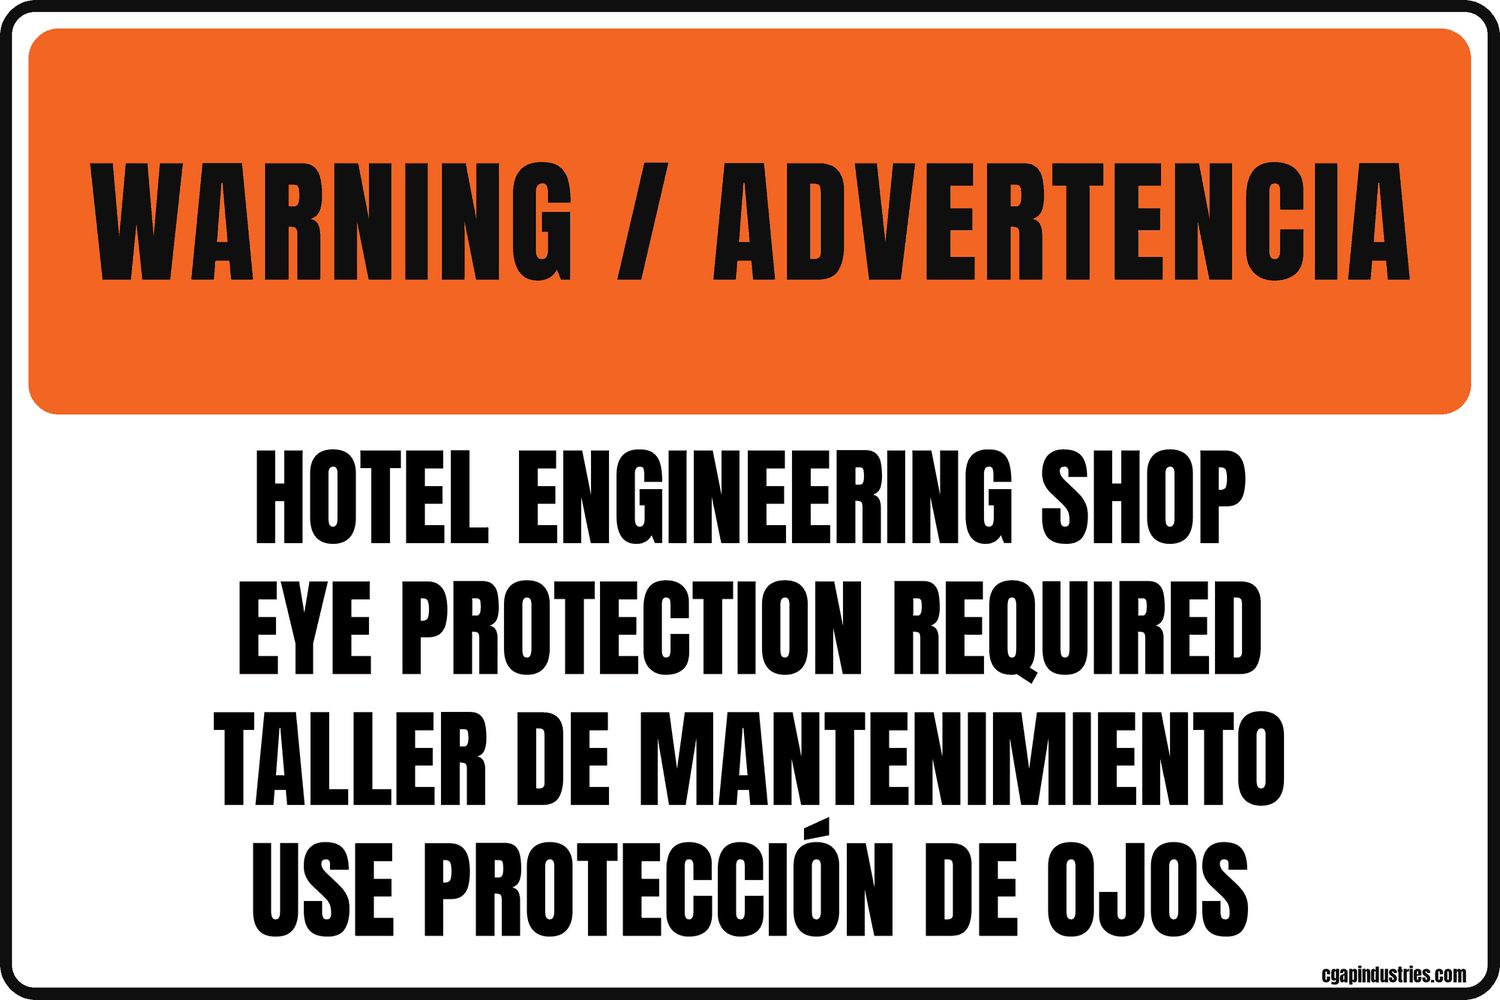 WARNING / ADVERTENCIA
HOTEL ENGINEERING SHOP
EYE PROTECTION REQUIRED
TALLER DE MANTENIMIENTO
USE PROTECCIÓN DE OJOS
cgapindustries.com